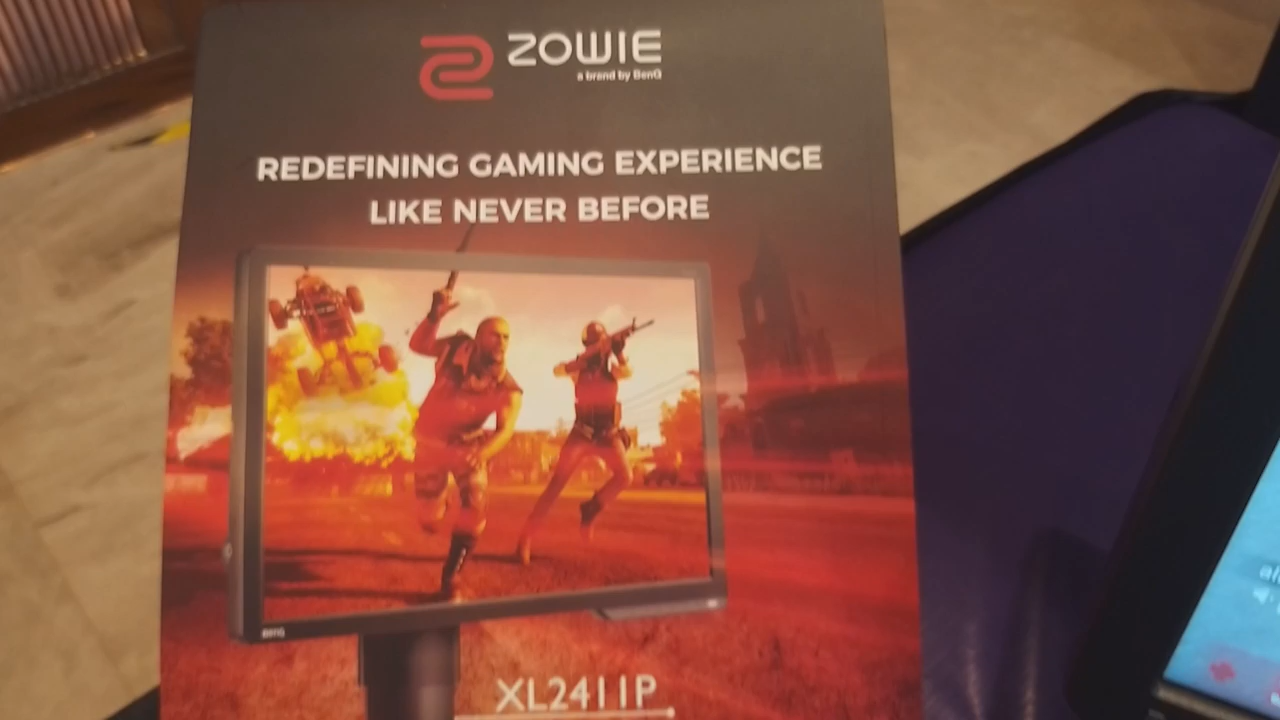 ZOWIE
a brand by BenQ
REDEFINING GAMING EXPERIENCE
LIKE NEVER BEFORE
BenQ
XL2411P